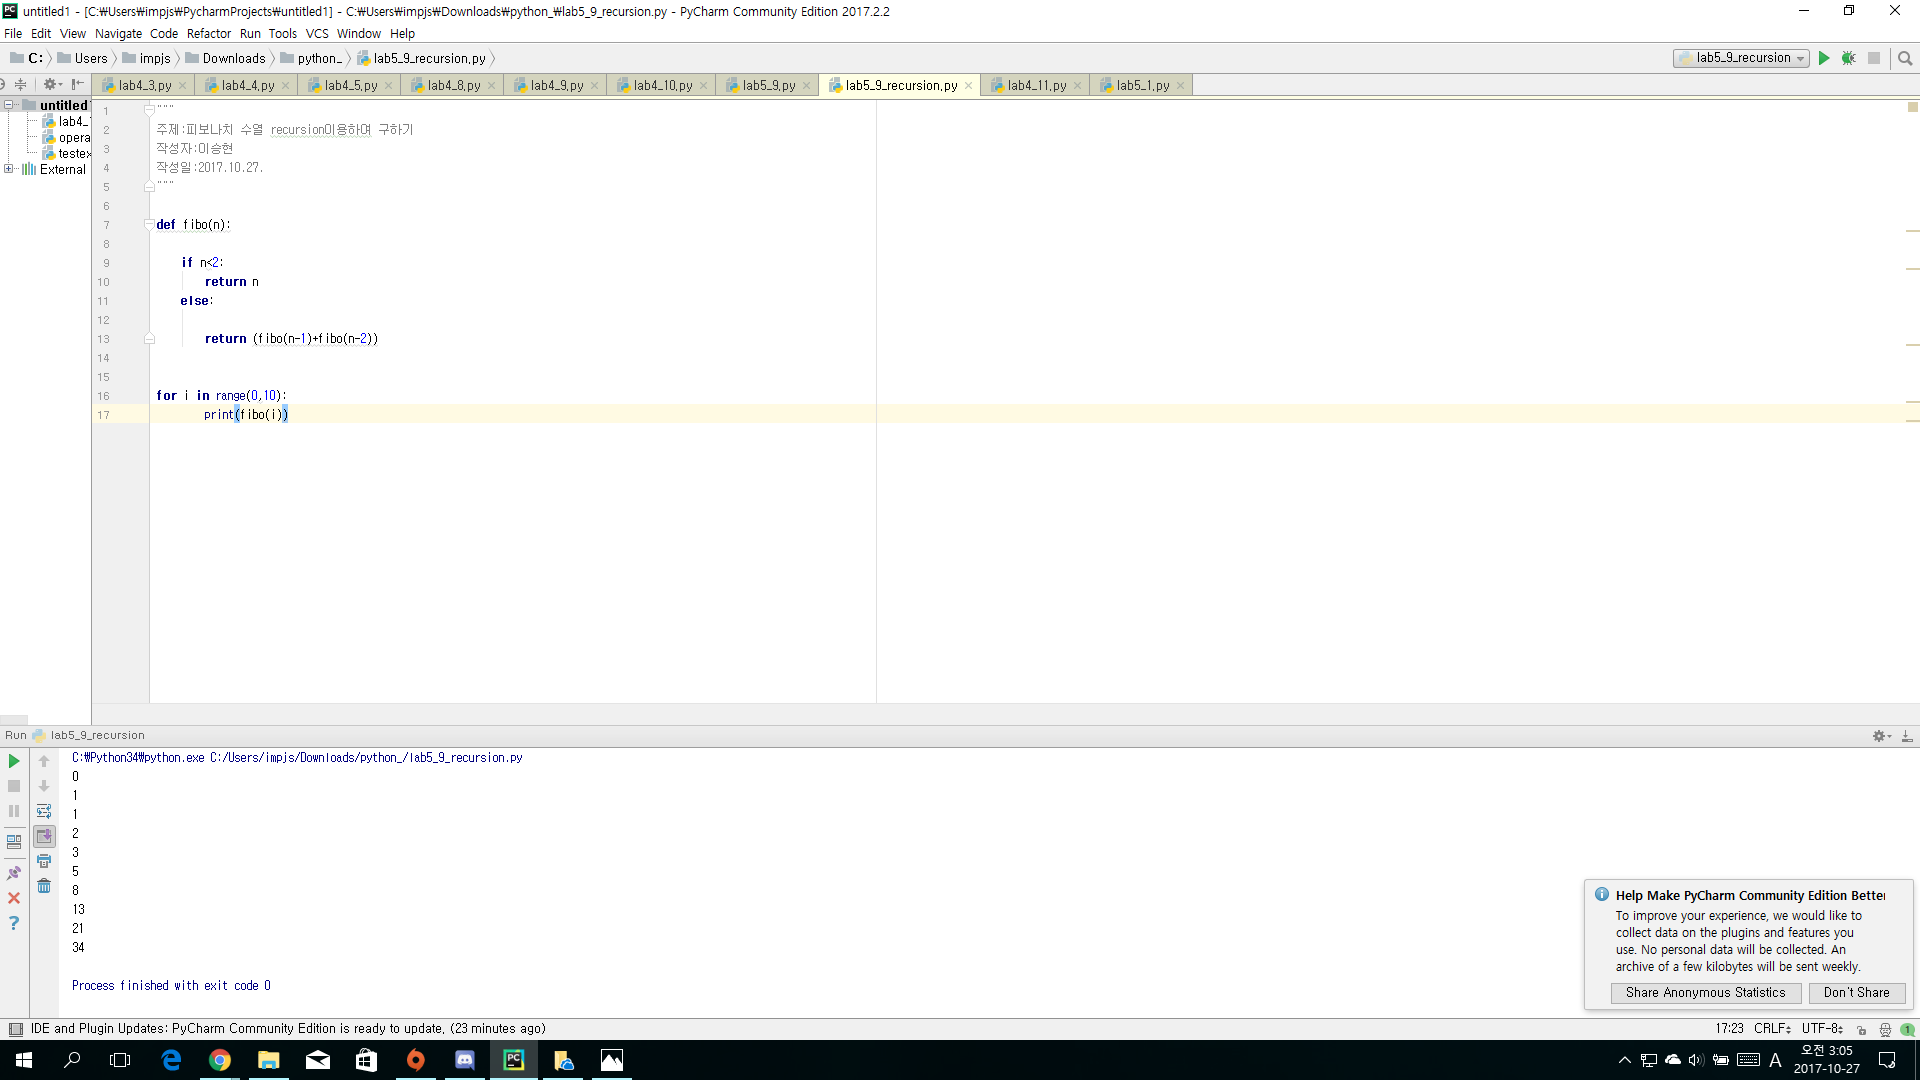 untitled1 - [C:₩Users₩impjs₩PycharmProjects₩untitled1] - C:₩Users₩impjs₩Downloads₩python_₩lab5_9_recursion.py - PyCharm Community Edition 2017.2.2
File Edit View Navigate Code Refactor Run Tools VCS Window Help
C: Users impjs Downloads python_ lab5_9_recursion.py lab5_9_recursion
lab4_3.py lab4_4.py lab4_5.py lab4_8.py lab4_9.py lab4_10.py lab5_9.py lab5_9_recursion.py lab4_11.py lab5_1.py
untitled1
lab4_
opera
testex
External
1 """
2 주제:피보나치 수열 recursion이용하여 구하기
3 작성자:이승현
4 작성일:2017.10.27.
5 """
6
7 def fibo(n):
8
9 if n<2:
10 return n
11 else:
12
13 return (fibo(n-1)+fibo(n-2))
14
15
16 for i in range(0,10):
17 print(fibo(i))
Run lab5_9_recursion
C:₩Python34₩python.exe C:/Users/impjs/Downloads/python_/lab5_9_recursion.py
0
1
1
2
3
5
8
13
21
34
Process finished with exit code 0
Help Make PyCharm Community Edition Better
To improve your experience, we would like to
collect data on the plugins and features you
use. No personal data will be collected. An
archive of a few kilobytes will be sent weekly.
Share Anonymous Statistics Don't Share
IDE and Plugin Updates: PyCharm Community Edition is ready to update. (23 minutes ago) 17:23 CRLF UTF-8 1
A 오전 3:05
2017-10-27